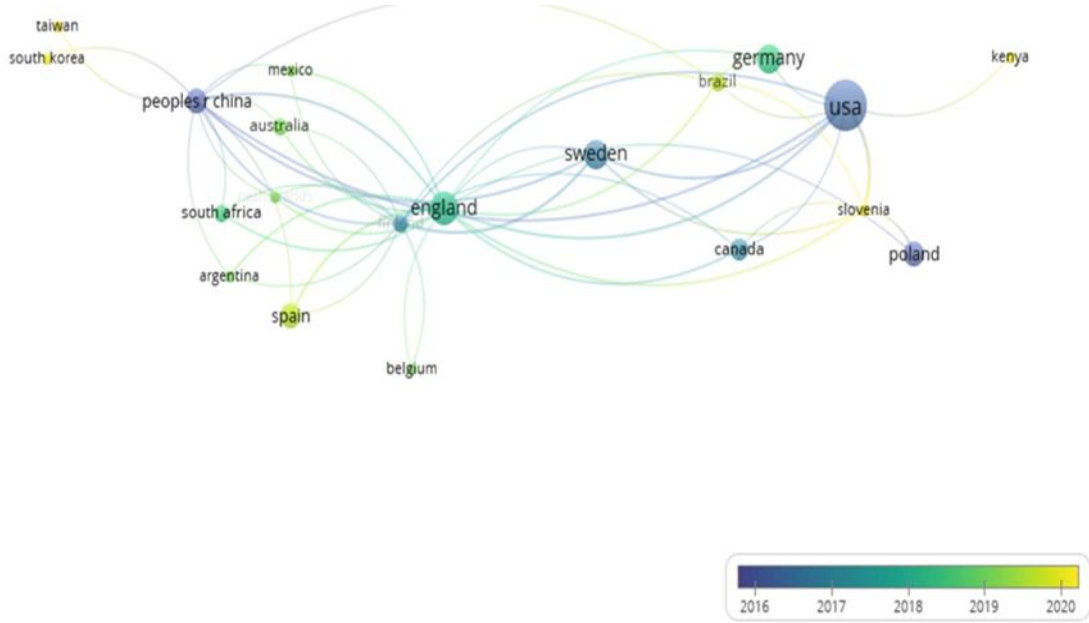 taiwan
south korea
mexico
peoples r china
australia
germany
brazil
usa
kenya
sweden
south africa
england
slovenia
canada
poland
argentina
spain
belgium
2016 2017 2018 2019 2020